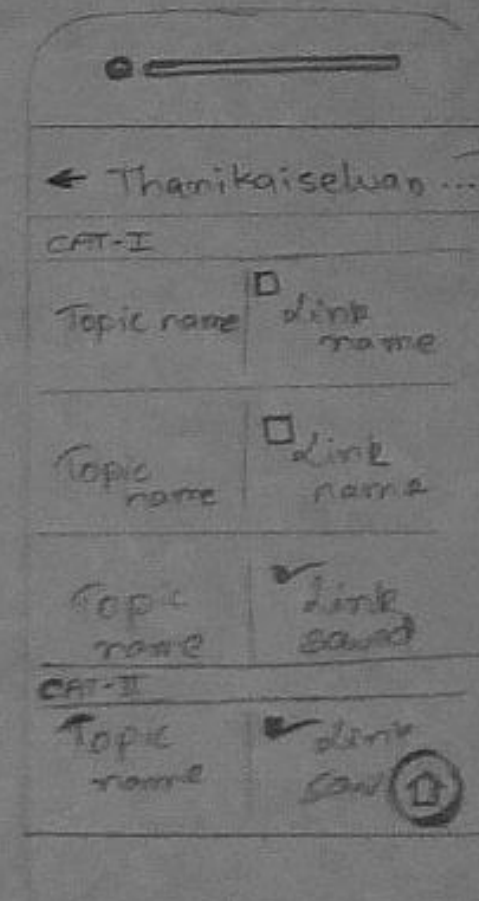 ← Thanikaiselvan ...
CAT-I
Topic name
Link
name
Topic
name
Link
name
Topic
name
Link
saved
CAT-II
Topic
name
Link